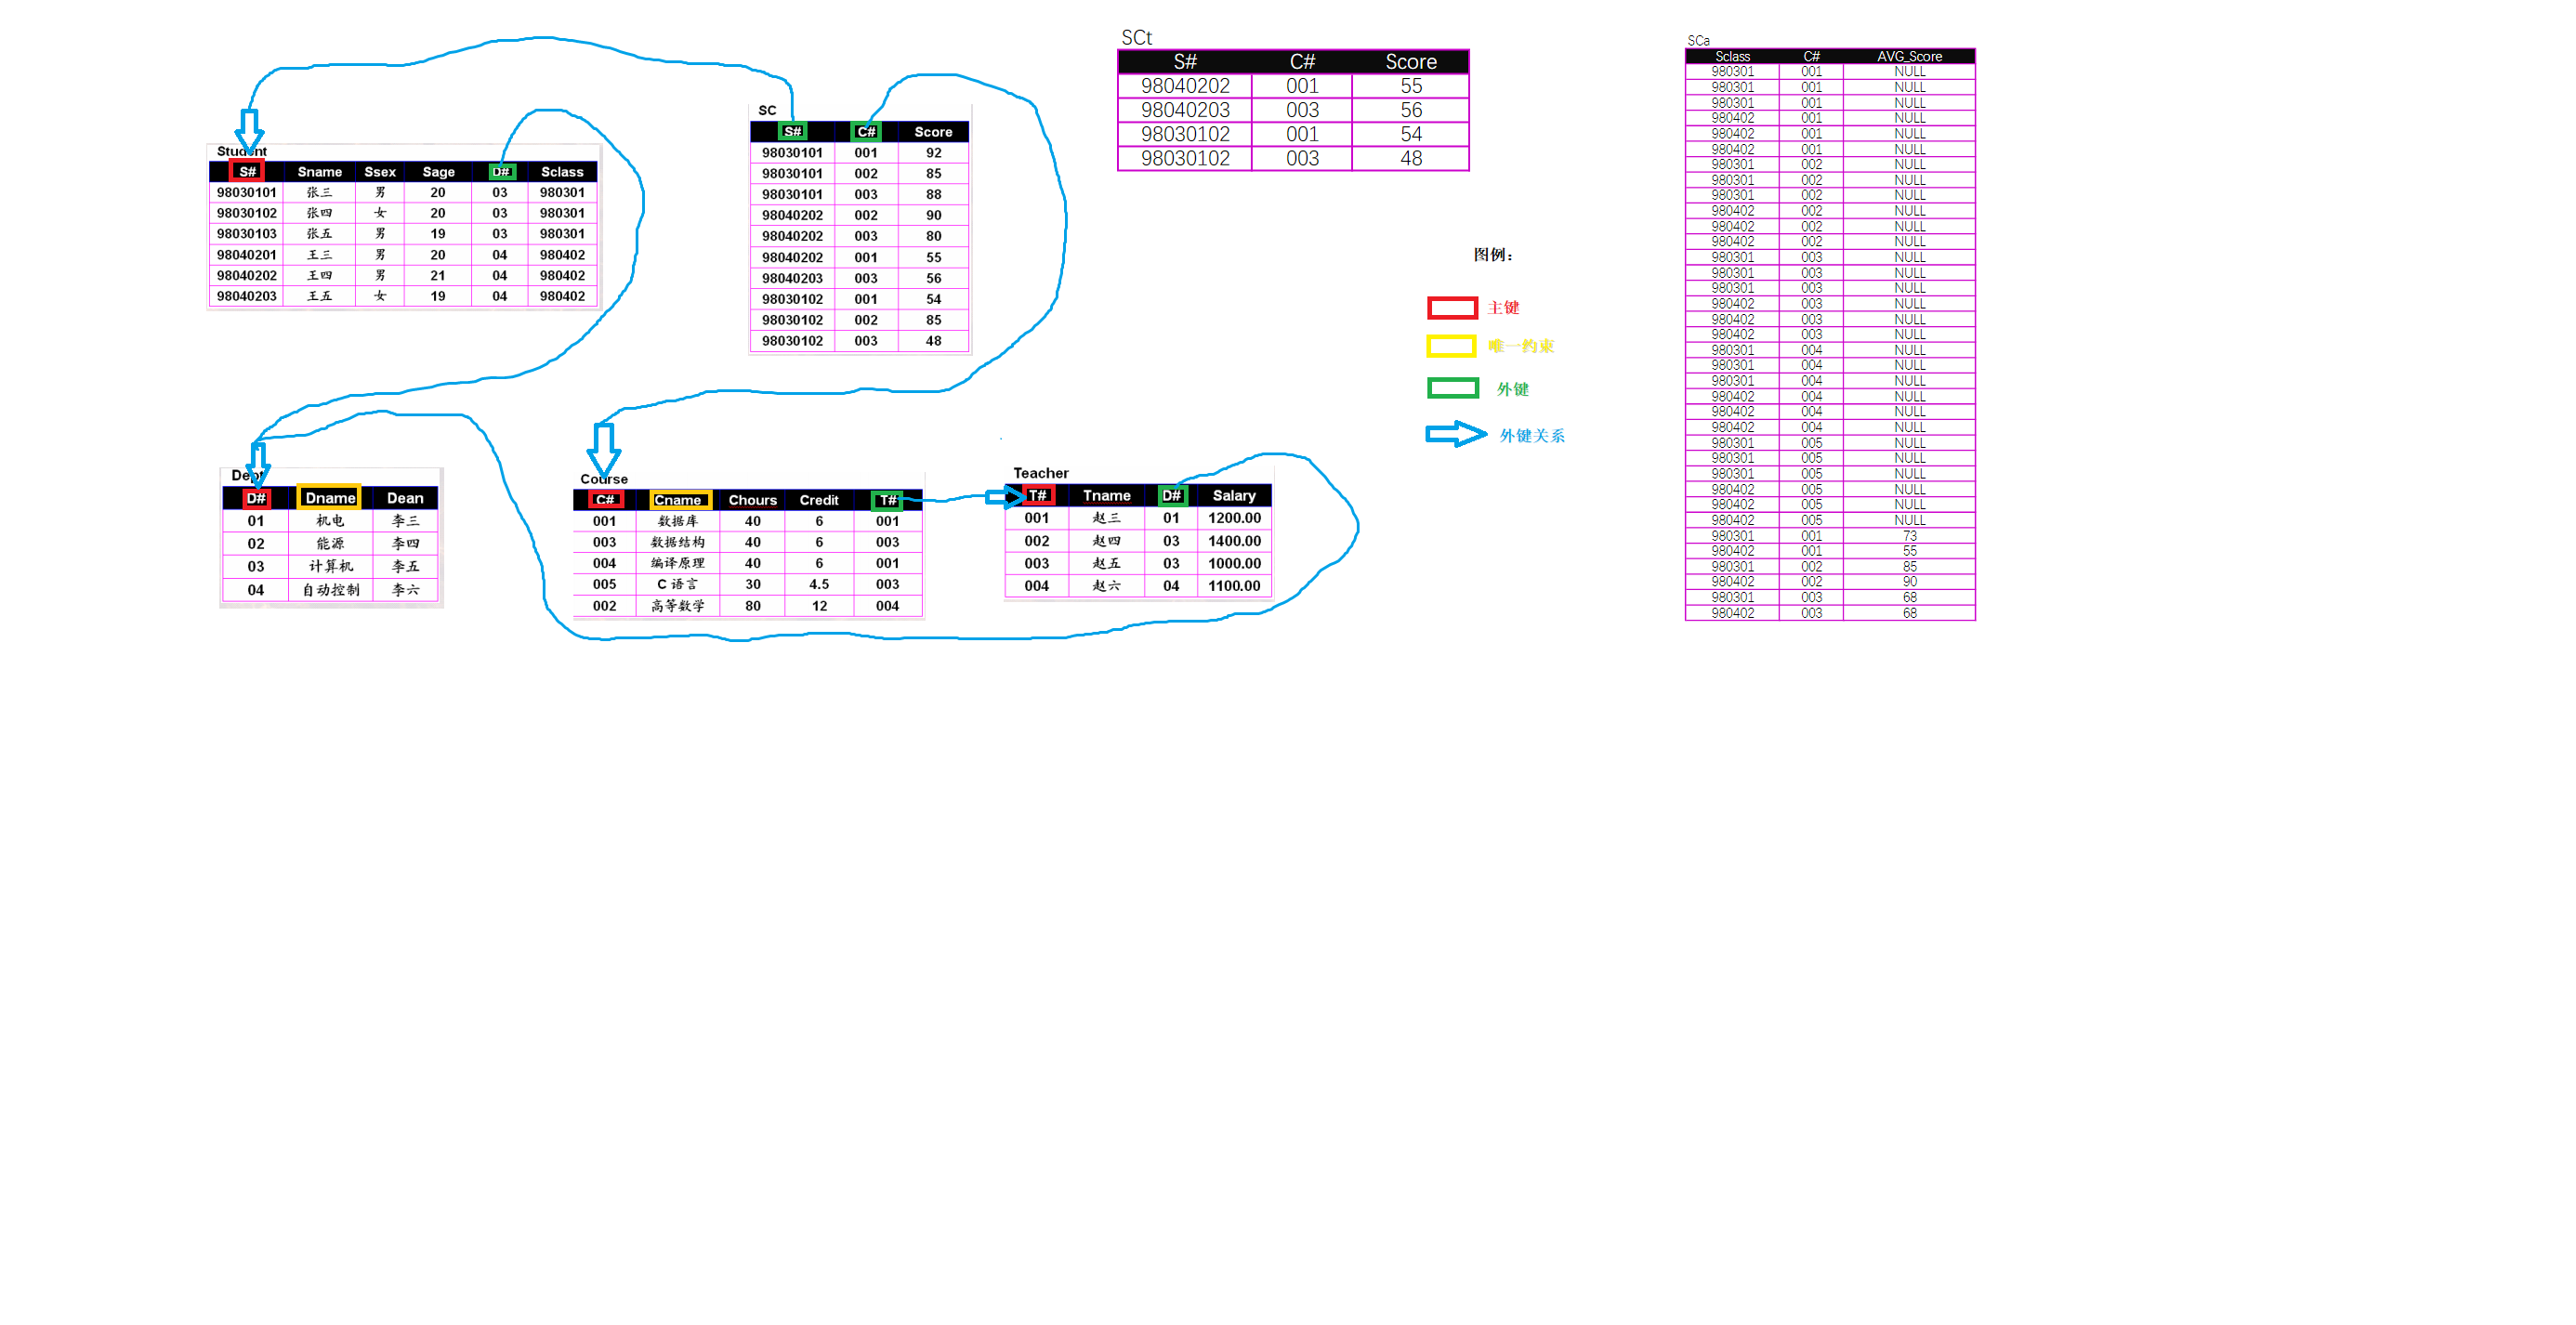 Student
S# Sname Ssex Sage D# Sclass
98030101 张三 男 20 03 980301
98030102 张四 女 20 03 980301
98030103 张五 男 19 03 980301
98040201 王三 男 20 04 980402
98040202 王四 男 21 04 980402
98040203 王五 女 19 04 980402
SC
S# C# Score
98030101 001 92
98030101 002 85
98030101 003 88
98040202 002 90
98040202 003 80
98040202 001 55
98040203 003 56
98030102 001 54
98030102 002 85
98030102 003 48
SCt
S# C# Score
98040202 001 55
98040202 003 56
98030102 001 54
98030102 003 48
图例：
主键
唯一约束
外键
外键关系
Dept
D# Dname Dean
01 机电 李三
02 能源 李四
03 计算机 李五
04 自动控制 李六
Course
C# Cname Chours Credit T#
001 数据库 40 6 001
003 数据结构 40 6 003
004 编译原理 40 6 001
005 C 语言 30 4.5 003
002 高等数学 80 12 004
Teacher
T# Tname D# Salary
001 赵三 01 1200.00
002 赵四 03 1400.00
003 赵五 03 1000.00
004 赵六 04 1100.00
SCa
Sclass C# AVG_Score
980301 001 NULL
980301 001 NULL
980301 001 NULL
980402 001 NULL
980402 001 NULL
980402 001 NULL
980301 002 NULL
980301 002 NULL
980301 002 NULL
980402 002 NULL
980402 002 NULL
980402 002 NULL
980301 003 NULL
980301 003 NULL
980301 003 NULL
980402 003 NULL
980402 003 NULL
980402 003 NULL
980301 004 NULL
980301 004 NULL
980301 004 NULL
980402 004 NULL
980402 004 NULL
980402 004 NULL
980301 005 NULL
980301 005 NULL
980301 005 NULL
980402 005 NULL
980402 005 NULL
980402 005 NULL
980301 001 73
980402 001 55
980301 002 85
980402 002 90
980301 003 68
980402 003 68